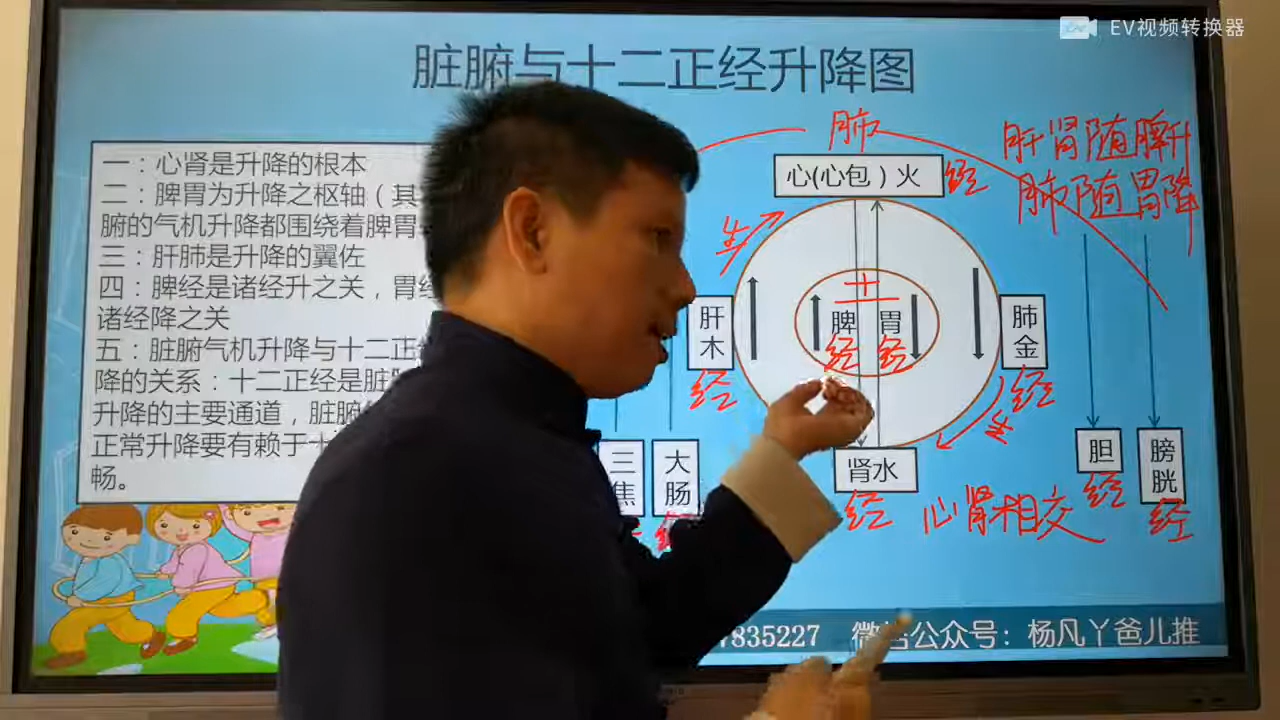 EV视频转换器
脏腑与十二正经升降图
一：心肾是升降的根本
二：脾胃为升降之枢轴（其
腑的气机升降都围绕着脾胃
三：肝肺是升降的翼佐
四：脾经是诸经升之关，胃经
诸经降之关
五：脏腑气机升降与十二正
降的关系：十二正经是脏
升降的主要通道，脏腑
正常升降要有赖于十
畅。
肺
肝肾随脾升
肺随胃降
心(心包）火
经
升
土
脾
胃
经
经
肝
木
经
肺
金
经
三
焦
大
肠
肾水
经
心肾相交
胆
经
膀
胱
经
7835227
微信公众号：杨凡丫爸儿推